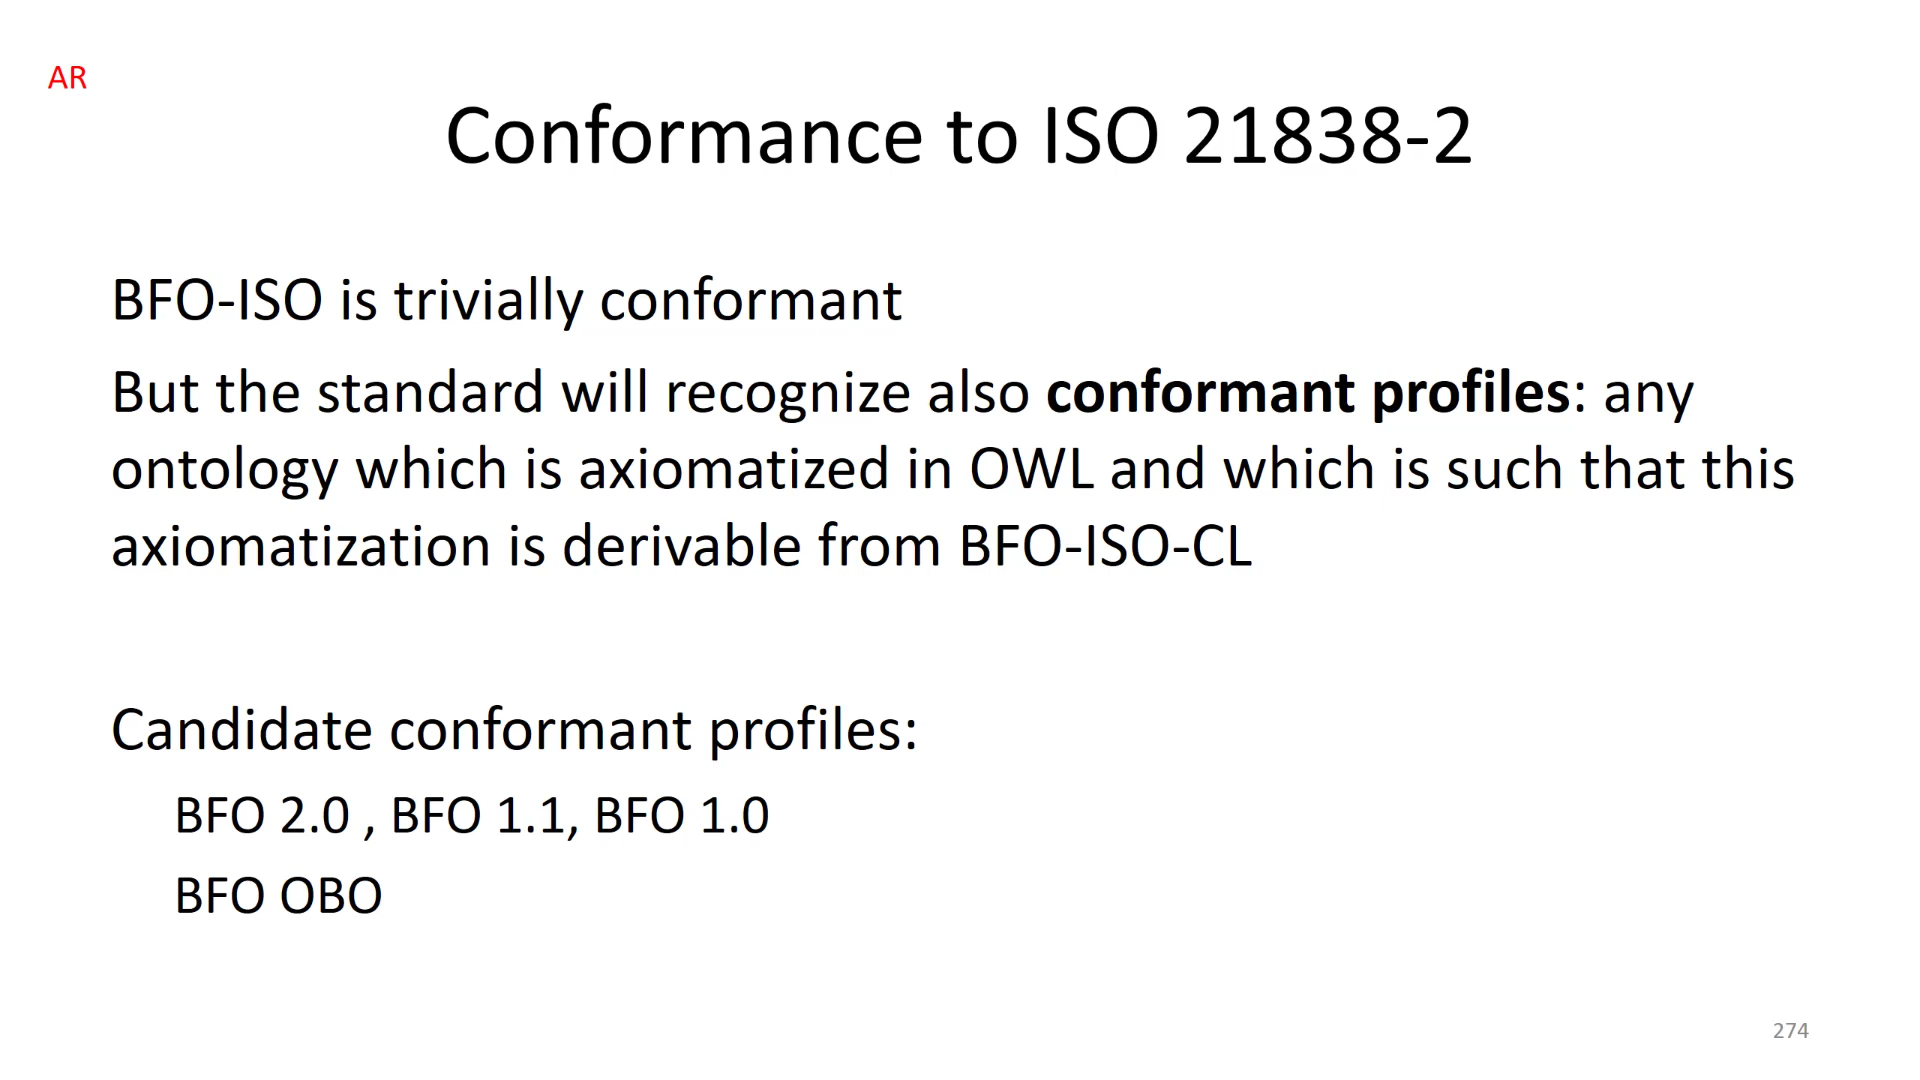 AR
Conformance to ISO 21838-2
BFO-ISO is trivially conformant
But the standard will recognize also conformant profiles: any
ontology which is axiomatized in OWL and which is such that this
axiomatization is derivable from BFO-ISO-CL
Candidate conformant profiles:
BFO 2.0 , BFO 1.1, BFO 1.0
BFO OBO
274